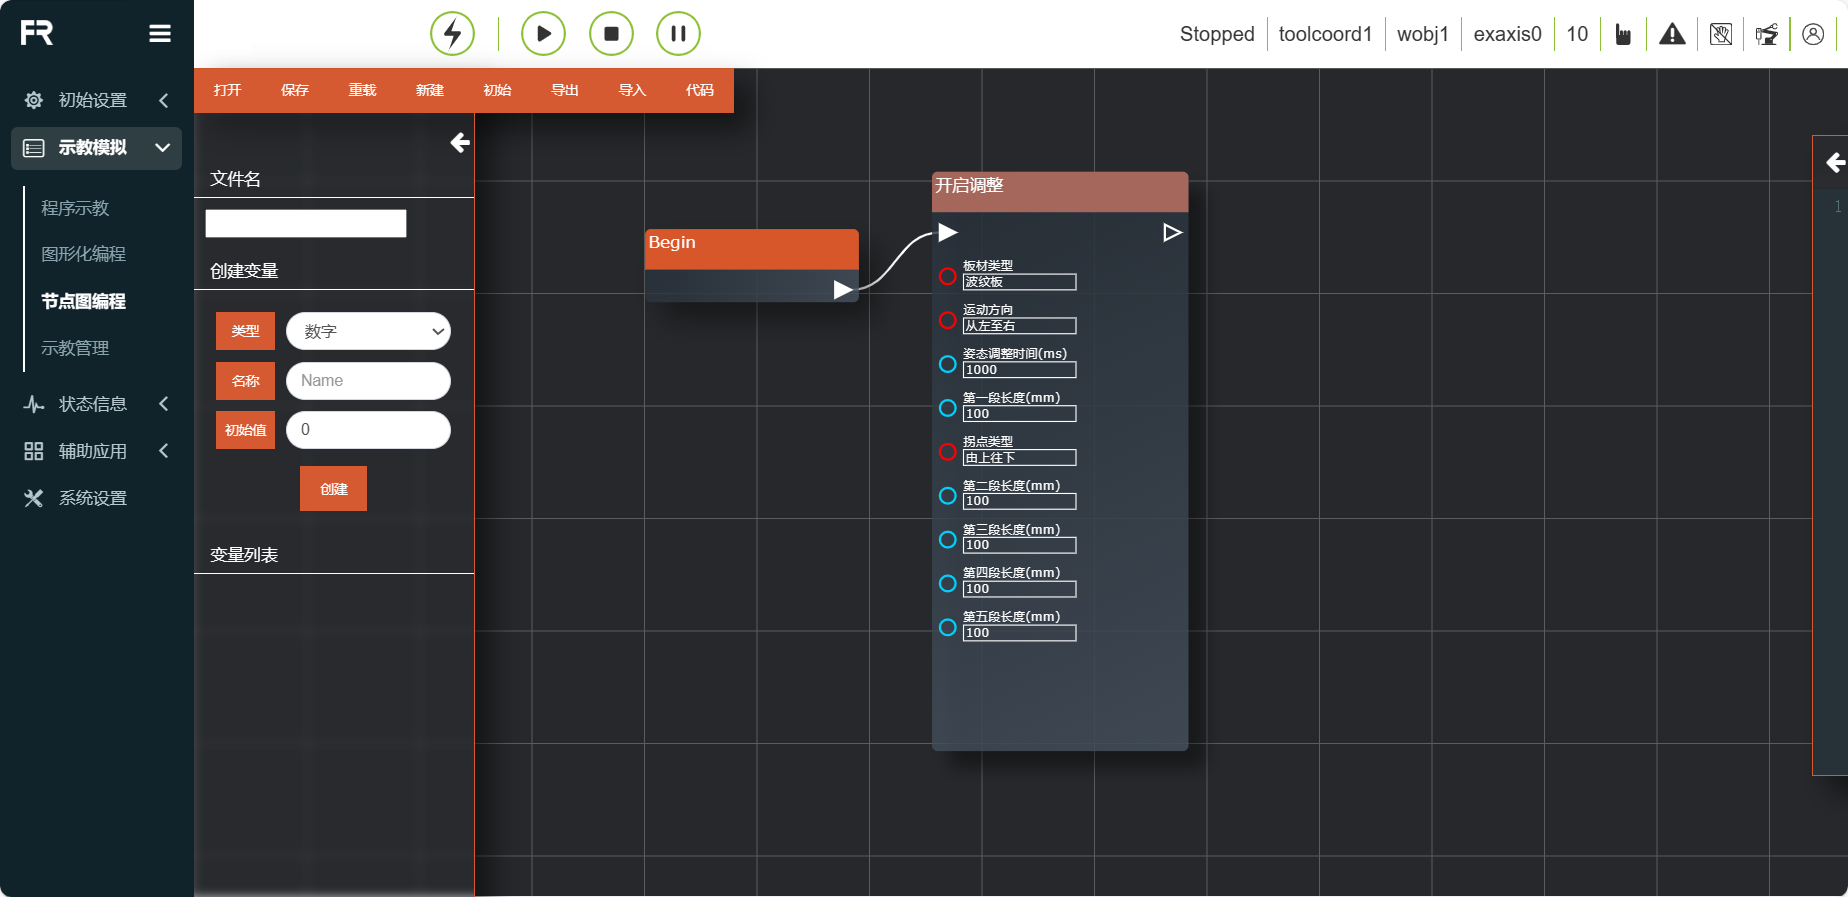 FR
Stopped
toolcoord1
wobj1
exaxis0
10
初始设置
示教模拟
程序示教
图形化编程
节点图编程
示教管理
状态信息
辅助应用
系统设置
打开
保存
重载
新建
初始
导出
导入
代码
文件名
创建变量
类型
数字
名称
Name
初始值
0
创建
变量列表
Begin
开启调整
板材类型
波纹板
运动方向
从左至右
姿态调整时间(ms)
1000
第一段长度(mm)
100
拐点类型
由上往下
第二段长度(mm)
100
第三段长度(mm)
100
第四段长度(mm)
100
第五段长度(mm)
100
1